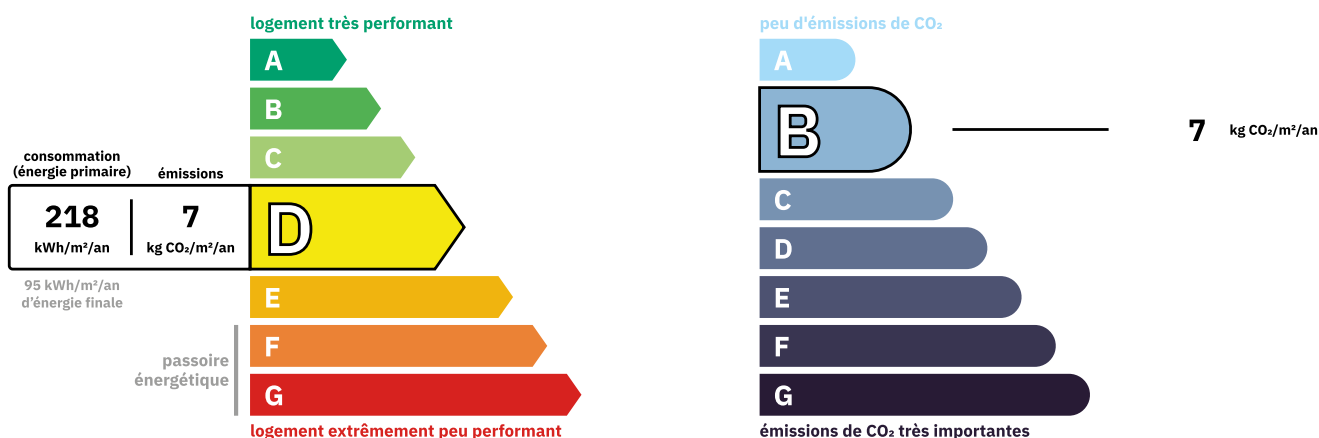 logement très performant
A
B
C
consommation
(énergie primaire)
émissions
218
kWh/m²/an
7
kg CO₂/m²/an
D
95 kWh/m²/an
d'énergie finale
E
F
passoire
énergétique
G
logement extrêmement peu performant
peu d'émissions de CO₂
A
B
7 kg CO₂/m²/an
C
D
E
F
G
émissions de CO₂ très importantes